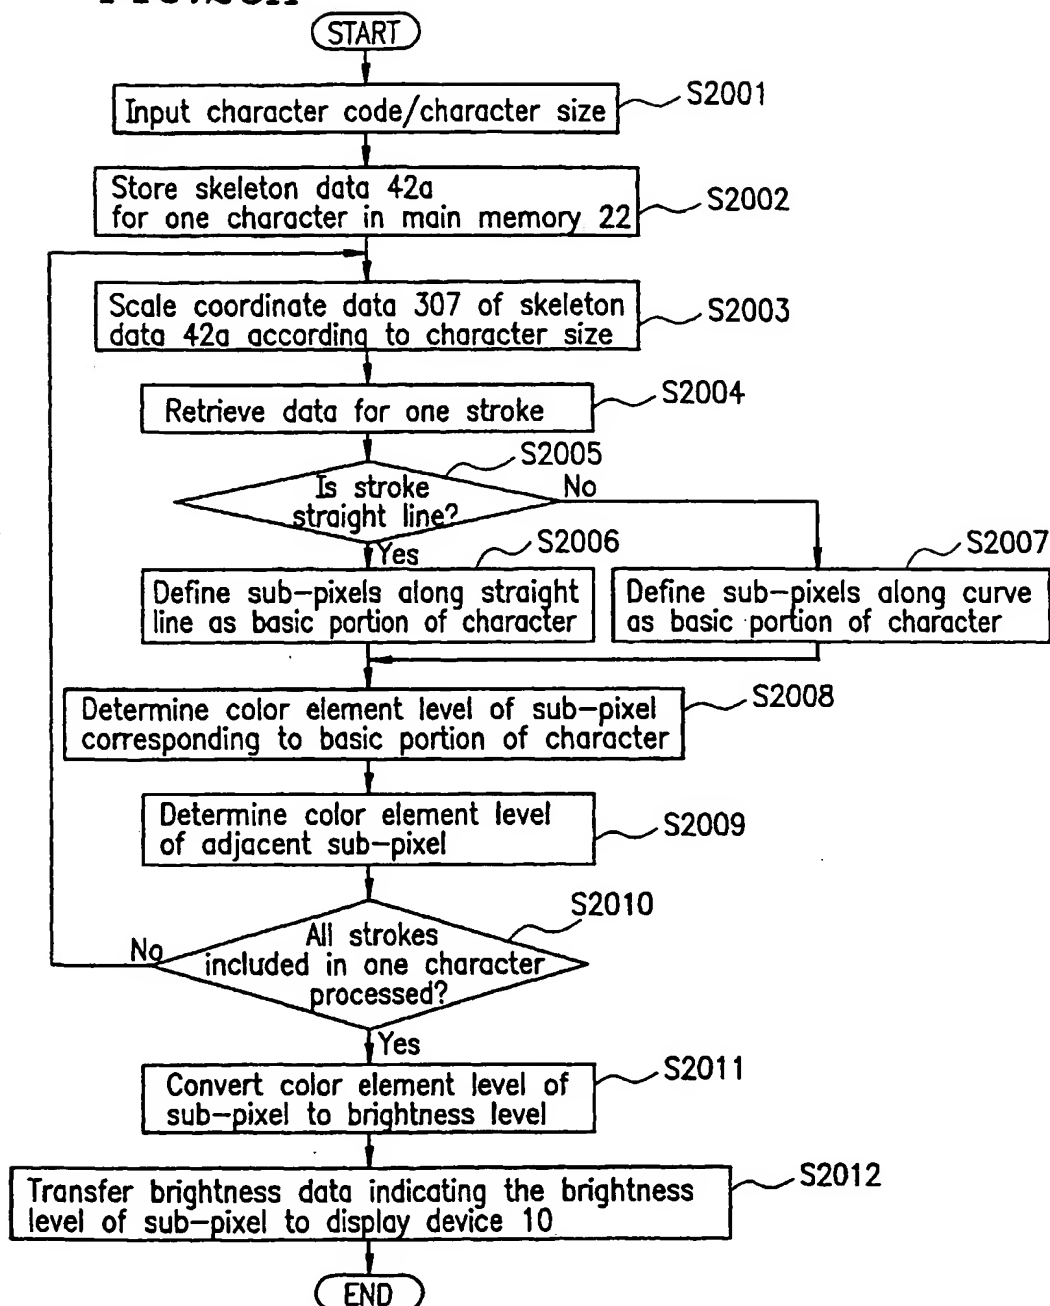 START
Input character code/character size
S2001
Store skeleton data 42a
for one character in main memory 22
S2002
Scale coordinate data 307 of skeleton
data 42a according to character size
S2003
Retrieve data for one stroke
S2004
S2005
Is stroke
straight line?
No
Yes
S2006
S2007
Define sub-pixels along straight
line as basic portion of character
Define sub-pixels along curve
as basic portion of character
S2008
Determine color element level of sub-pixel
corresponding to basic portion of character
Determine color element level
of adjacent sub-pixel
S2009
S2010
All strokes
included in one character
processed?
No
Yes
Convert color element level of
sub-pixel to brightness level
S2011
Transfer brightness data indicating the brightness
level of sub-pixel to display device 10
S2012
END